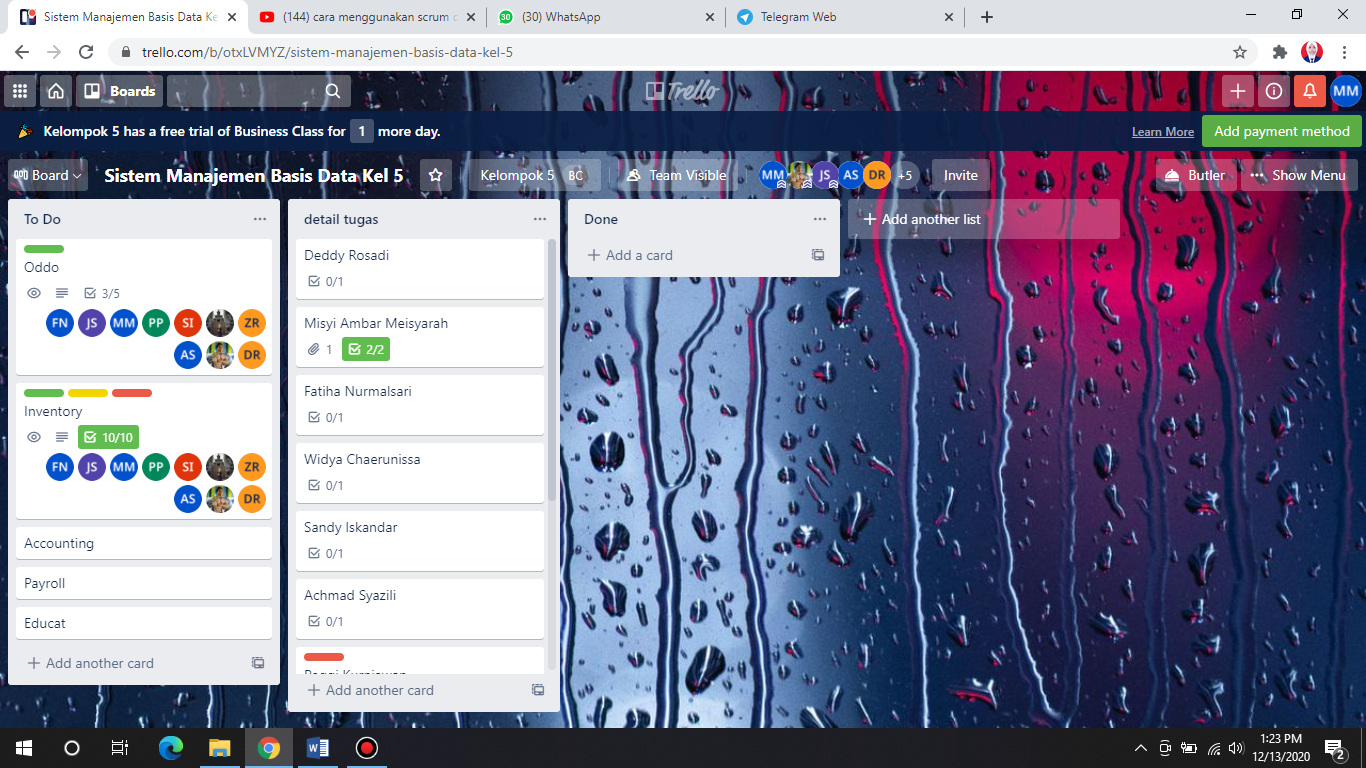 Sistem Manajemen Basis Data Ke
(144) cara menggunakan scrum
30
(30) WhatsApp
Telegram Web
trello.com/b/otxLVMYZ/sistem-manajemen-basis-data-kel-5
Boards
Trello
MM
Kelompok 5 has a free trial of Business Class for 1 more day.
Learn More
Add payment method
Board
Sistem Manajemen Basis Data Kel 5
Kelompok 5 BC
Team Visible
MM JS AS DR +5
Invite
Butler
Show Menu
To Do
Oddo
3/5
FN JS MM PP SI ZR
AS DR
Inventory
10/10
FN JS MM PP SI ZR
AS DR
Accounting
Payroll
Educat
Add another card
detail tugas
Deddy Rosadi
0/1
Misyi Ambar Meisyarah
1 2/2
Fatiha Nurmalsari
0/1
Widya Chaerunissa
0/1
Sandy Iskandar
0/1
Achmad Syazili
0/1
Add another card
Done
Add a card
Add another list
1:23 PM
12/13/2020
2